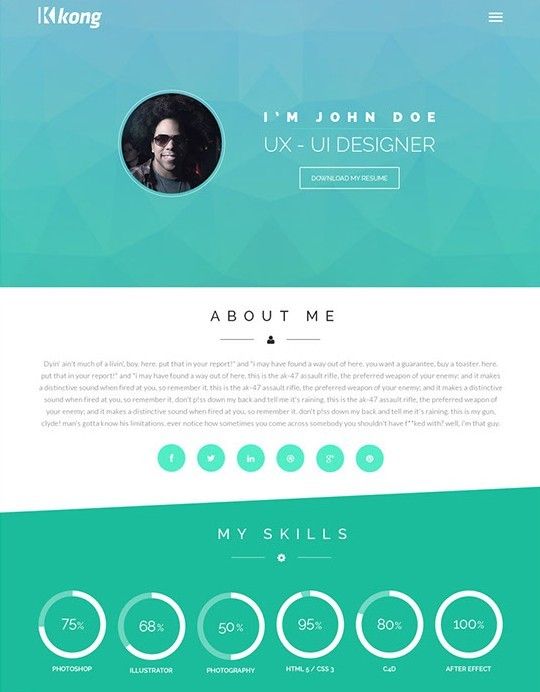 kong
I'M JOHN DOE
UX - UI DESIGNER
DOWNLOAD MY RESUME
ABOUT ME
Dyin' ain't much of a livin', boy. here. put that in your report!" and "i may have found a way out of here. you want a guarantee, buy a toaster. here.
put that in your report!" and "i may have found a way out of here. this is the ak-47 assault rifle, the preferred weapon of your enemy; and it makes
a distinctive sound when fired at you, so remember it. this is the ak-47 assault rifle, the preferred weapon of your enemy; and it makes a distinctive
sound when fired at you, so remember it. don't p!ss down my back and tell me it's raining. this is the ak-47 assault rifle, the preferred weapon of
your enemy; and it makes a distinctive sound when fired at you, so remember it. don't p!ss down my back and tell me it's raining. this is my gun,
clyde! man's gotta know his limitations. ever notice how sometimes you come across somebody you shouldn't have f**ked with? well, i'm that guy.
MY SKILLS
75% 68% 50% 95% 80% 100%
PHOTOSHOP ILLUSTRATOR PHOTOGRAPHY HTML 5 / CSS 3 C4D AFTER EFFECT